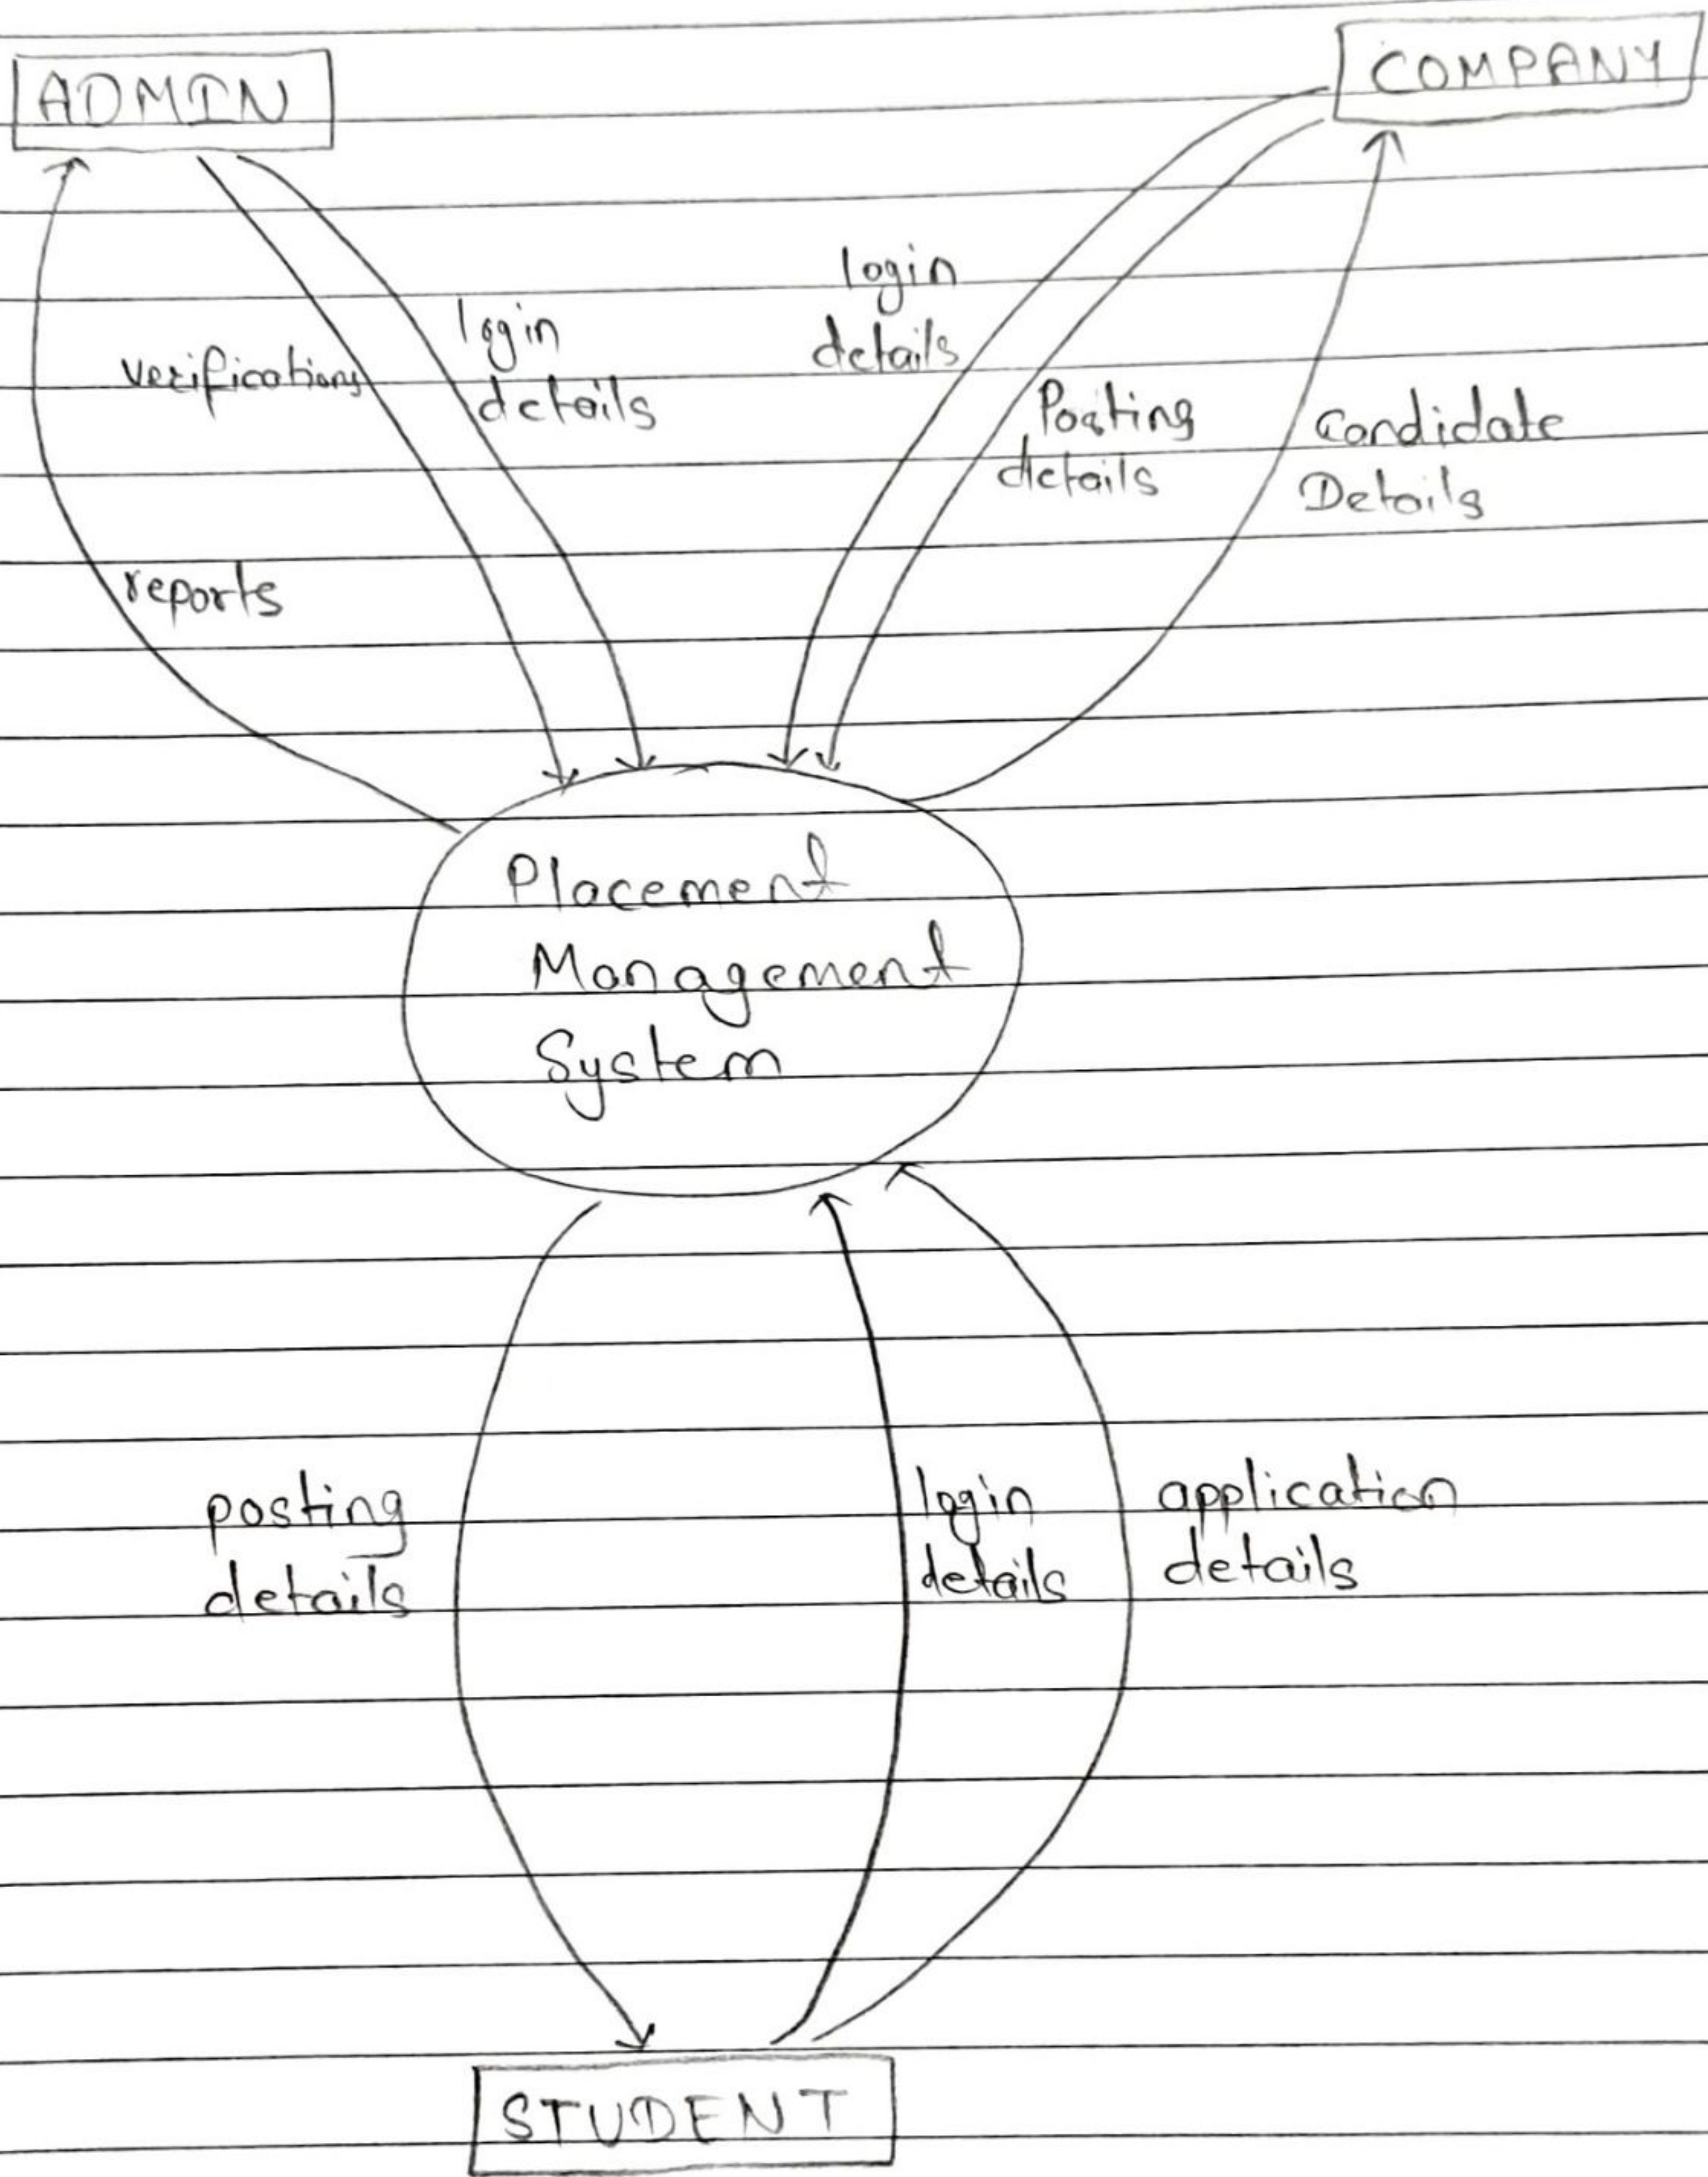 ADMIN
COMPANY
login
details
login
details
verifications
Posting
details
Candidate
Details
reports
Placement
Management
System
posting
details
login
details
application
details
STUDENT